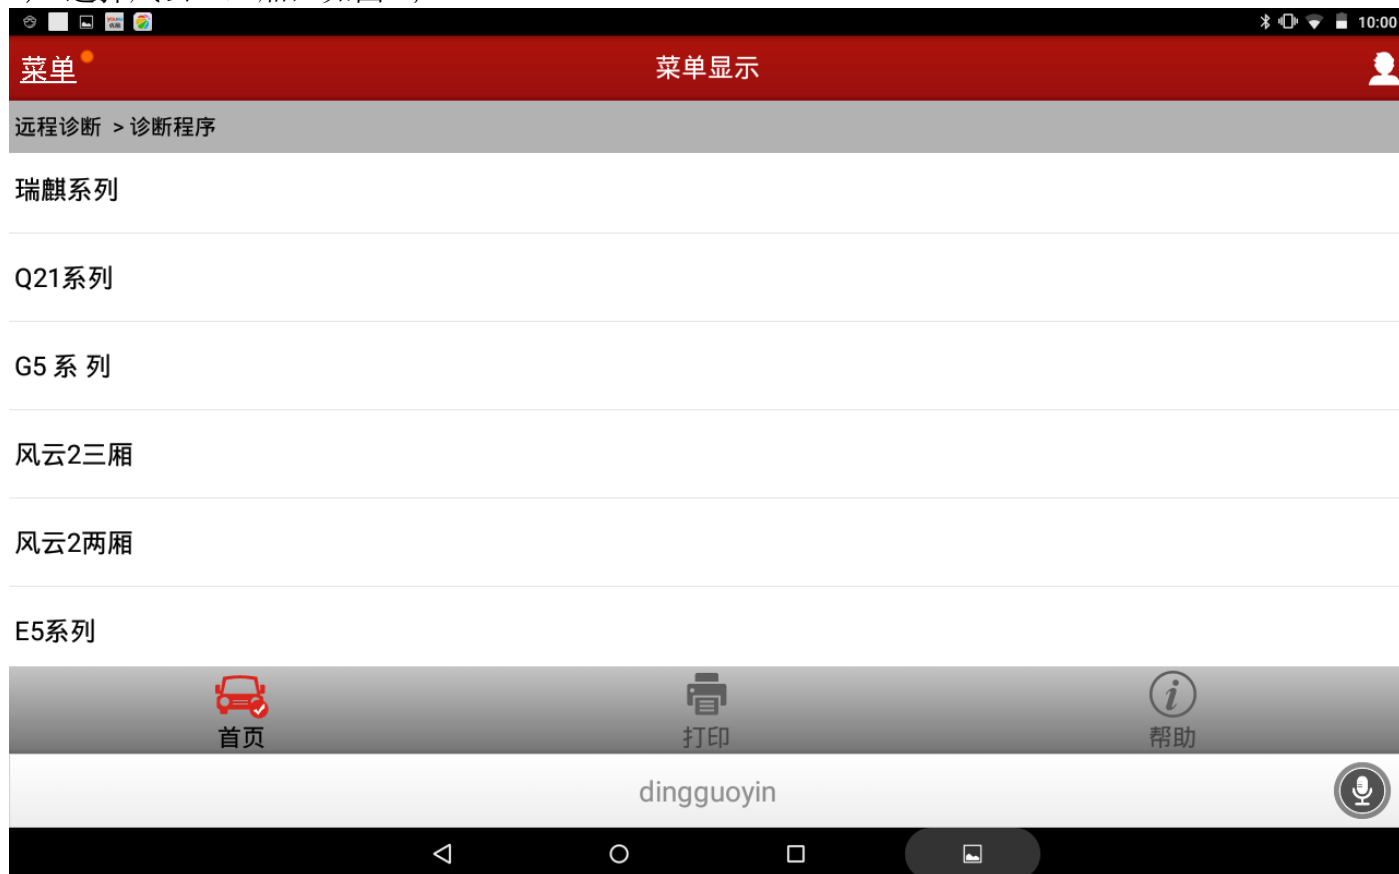 10:00
菜单
菜单显示
远程诊断 > 诊断程序
瑞麒系列
Q21系列
G5 系 列
风云2三厢
风云2两厢
E5系列
首页
打印
帮助
dingguoyin